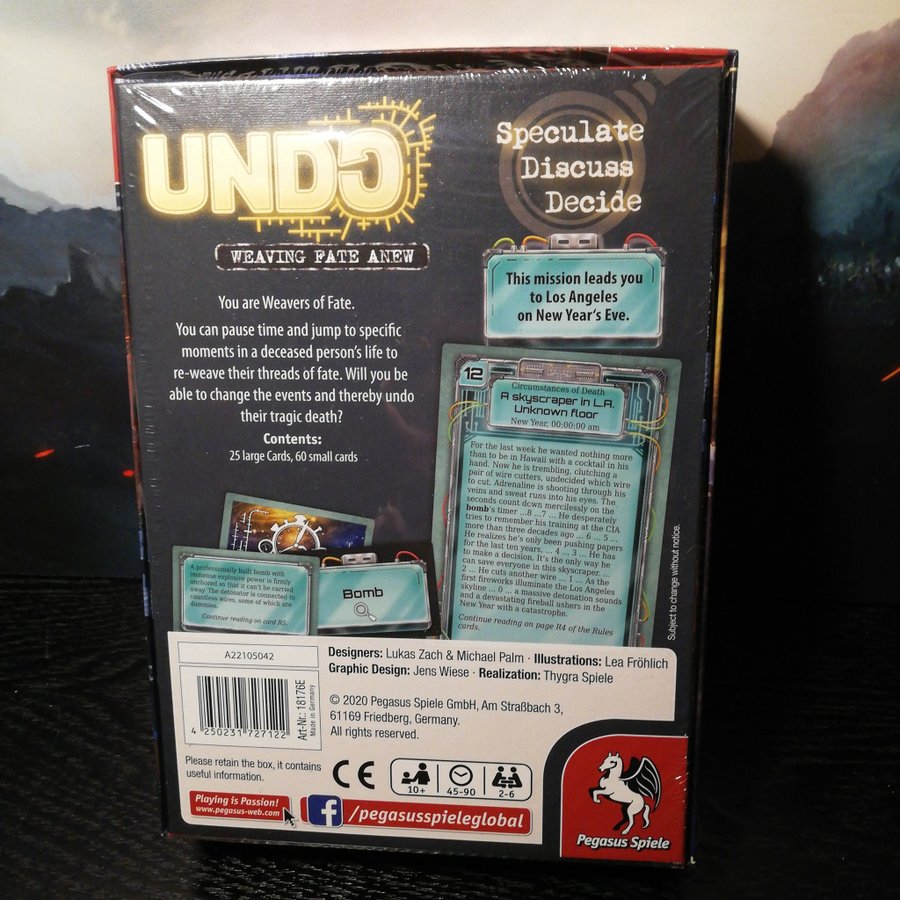 UNDO
WEAVING FATE ANEW
Speculate
Discuss
Decide
This mission leads you
to Los Angeles
on New Year's Eve.
You are Weavers of Fate.
You can pause time and jump to specific
moments in a deceased person's life to
re-weave their threads of fate. Will you be
able to change the events and thereby undo
their tragic death?
Contents:
25 large Cards, 60 small cards
12
Circumstances of Death
A skyscraper in L.A.
Unknown floor
New Year, 00:00:00 am
For the last week he wanted nothing more
than to be in Hawaii with a cocktail in his
hand. Now he is trembling, clutching a
pair of wire cutters, undecided which wire
to cut. Adrenaline is shooting through his
veins and sweat runs into his eyes. The
seconds count down mercilessly on the
bomb's timer ...8 ...7 ... He desperately
tries to remember his training at the CIA
more than three decades ago ... 6 ... 5 ...
He realizes he's only been pushing papers
for the last ten years, ... 4 ... 3 ... He has
to make a decision. It's the only way he
can save everyone in this skyscraper ...
2 ... He cuts another wire ... 1 ... As the
first fireworks illuminate the Los Angeles
skyline ... 0 ... a massive detonation sounds
and a devastating fireball ushers in the
New Year with a catastrophe.
Continue reading on page R4 of the Rules
cards.
A professionally built bomb with
immense explosive power is firmly
anchored so that it can't be carried
away. The detonator is connected to
countless wires, some of which are
dummies.
Continue reading on card R5.
Bomb
Subject to change without notice.
A22105042
4 250231 727122
Art-Nr.: 18176E
Made in Germany
Designers: Lukas Zach & Michael Palm · Illustrations: Lea Fröhlich
Graphic Design: Jens Wiese · Realization: Thygra Spiele
© 2020 Pegasus Spiele GmbH, Am Straßbach 3,
61169 Friedberg, Germany.
All rights reserved.
Please retain the box, it contains
useful information.
CE
10+
45-90
2-6
Playing is Passion!
www.pegasus-web.com
f /pegasusspieleglobal
Pegasus Spiele